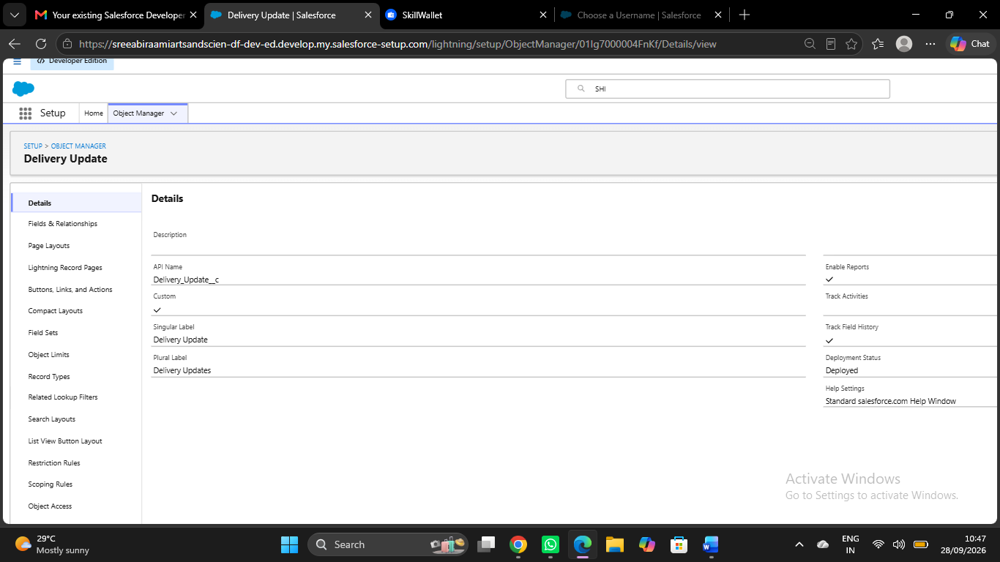 Your existing Salesforce Developer
Delivery Update | Salesforce
SkillWallet
Choose a Username | Salesforce
https://sreeabiraamiartsandscien-df-dev-ed.develop.my.salesforce-setup.com/lightning/setup/ObjectManager/01Ig7000004FnKf/Details/view
Chat
Developer Edition
SHI
Setup
Home
Object Manager
SETUP > OBJECT MANAGER
Delivery Update
Details
Fields & Relationships
Page Layouts
Lightning Record Pages
Buttons, Links, and Actions
Compact Layouts
Field Sets
Object Limits
Record Types
Related Lookup Filters
Search Layouts
List View Button Layout
Restriction Rules
Scoping Rules
Object Access
Details
Description
API Name
Delivery_Update__c
Custom
Singular Label
Delivery Update
Plural Label
Delivery Updates
Enable Reports
Track Activities
Track Field History
Deployment Status
Deployed
Help Settings
Standard salesforce.com Help Window
Activate Windows
Go to Settings to activate Windows.
29°C
Mostly sunny
Search
ENG
IN
10:47
28/09/2026